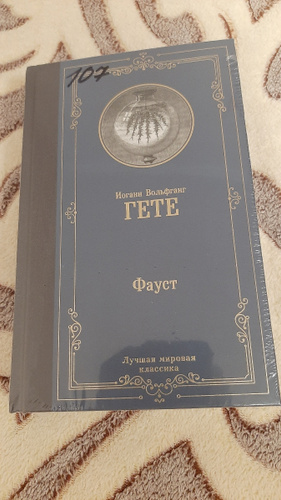 107
Иоганн Вольфганг
ГЕТЕ
Фауст
Лучшая мировая
классика